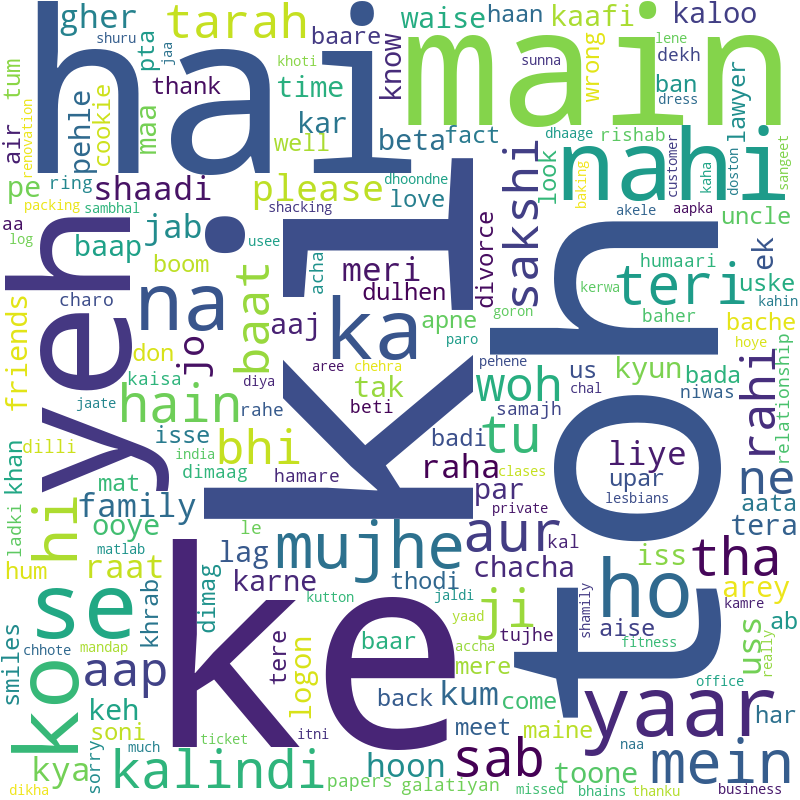 hai
main
gher
tarah
waise
haan
kaafi
kaloo
shuru
pta
jaa
khoti
baare
know
sunna
wrong
lene
dekh
tum
air
renovation
pehle
cookie
maa
thank
time
kar
well
beta
fact
dhaage
dress
ban
lawyer
rishab
nahi
customer
kaha
doston
sangeet
pe
ring
shaadi
please
love
dhoondne
shacking
sakshi
look
baking
akele
aapka
uncle
aa
sambhal
packing
log
baap
jab
yeh
usee
acha
meri
dulhen
divorce
humaari
teri
ek
uske
kahin
boom
baat
KI
toh
kerwa
baher
bache
charo
na
aaj
ka
apne
goron
paro
hoye
friends
don
jo
aree
chehra
pehene
woh
us
kyun
bada
niwas
relationship
kaisa
diya
tak
chal
rahi
jaate
hain
rahe
beti
samajh
tu
dilli
isse
bhi
india
hamare
badi
liye
khan
dimaag
raha
clases
upar
lesbians
ne
mat
par
private
aata
ladki
family
le
aur
kal
tera
hi
ooye
mujhe
iss
tha
matlab
lag
hum
raat
dimag
karne
thodi
chacha
ho
arey
kutton
jaldi
ji
shamily
kamre
ab
se
khrab
ke
yaad
tujhe
aise
uss
chhote
mandap
tere
baar
accha
fitness
really
smiles
ko
aap
logon
mere
office
keh
back
kum
come
yaar
har
soni
itni
meet
maine
naa
much
ticket
sab
mein
kya
sorry
kalindi
hoon
toone
dikha
papers
galatiyan
missed
bhains
thanku
business